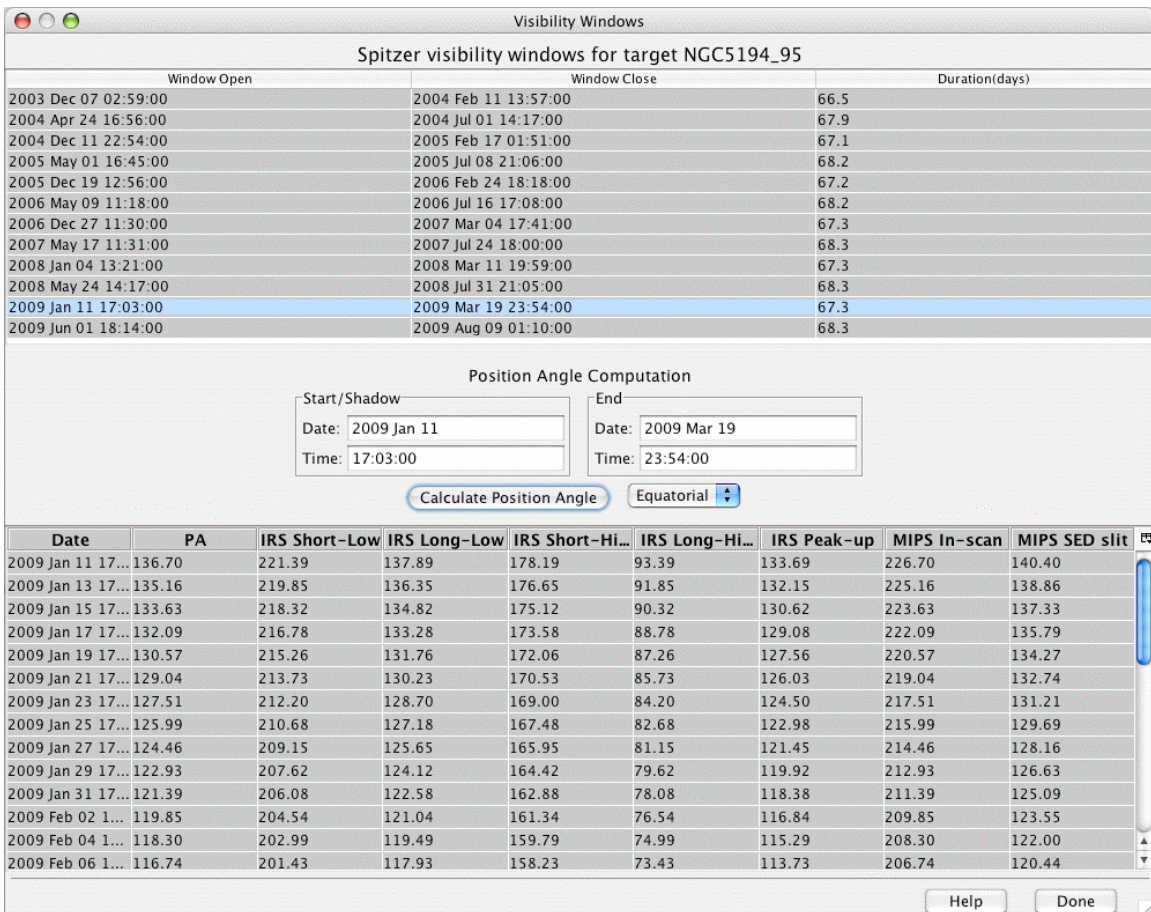 Visibility Windows
Spitzer visibility windows for target NGC5194_95
Window Open Window Close Duration(days)
2003 Dec 07 02:59:00 2004 Feb 11 13:57:00 66.5
2004 Apr 24 16:56:00 2004 Jul 01 14:17:00 67.9
2004 Dec 11 22:54:00 2005 Feb 17 01:51:00 67.1
2005 May 01 16:45:00 2005 Jul 08 21:06:00 68.2
2005 Dec 19 12:56:00 2006 Feb 24 18:18:00 67.2
2006 May 09 11:18:00 2006 Jul 16 17:08:00 68.2
2006 Dec 27 11:30:00 2007 Mar 04 17:41:00 67.3
2007 May 17 11:31:00 2007 Jul 24 18:00:00 68.3
2008 Jan 04 13:21:00 2008 Mar 11 19:59:00 67.3
2008 May 24 14:17:00 2008 Jul 31 21:05:00 68.3
2009 Jan 11 17:03:00 2009 Mar 19 23:54:00 67.3
2009 Jun 01 18:14:00 2009 Aug 09 01:10:00 68.3
Position Angle Computation
Start/Shadow End
Date: 2009 Jan 11 Date: 2009 Mar 19
Time: 17:03:00 Time: 23:54:00
Calculate Position Angle Equatorial
Date PA IRS Short-Low IRS Long-Low IRS Short-Hi... IRS Long-Hi... IRS Peak-up MIPS In-scan MIPS SED slit
2009 Jan 11 17... 136.70 221.39 137.89 178.19 93.39 133.69 226.70 140.40
2009 Jan 13 17... 135.16 219.85 136.35 176.65 91.85 132.15 225.16 138.86
2009 Jan 15 17... 133.63 218.32 134.82 175.12 90.32 130.62 223.63 137.33
2009 Jan 17 17... 132.09 216.78 133.28 173.58 88.78 129.08 222.09 135.79
2009 Jan 19 17... 130.57 215.26 131.76 172.06 87.26 127.56 220.57 134.27
2009 Jan 21 17... 129.04 213.73 130.23 170.53 85.73 126.03 219.04 132.74
2009 Jan 23 17... 127.51 212.20 128.70 169.00 84.20 124.50 217.51 131.21
2009 Jan 25 17... 125.99 210.68 127.18 167.48 82.68 122.98 215.99 129.69
2009 Jan 27 17... 124.46 209.15 125.65 165.95 81.15 121.45 214.46 128.16
2009 Jan 29 17... 122.93 207.62 124.12 164.42 79.62 119.92 212.93 126.63
2009 Jan 31 17... 121.39 206.08 122.58 162.88 78.08 118.38 211.39 125.09
2009 Feb 02 1... 119.85 204.54 121.04 161.34 76.54 116.84 209.85 123.55
2009 Feb 04 1... 118.30 202.99 119.49 159.79 74.99 115.29 208.30 122.00
2009 Feb 06 1... 116.74 201.43 117.93 158.23 73.43 113.73 206.74 120.44
Help Done